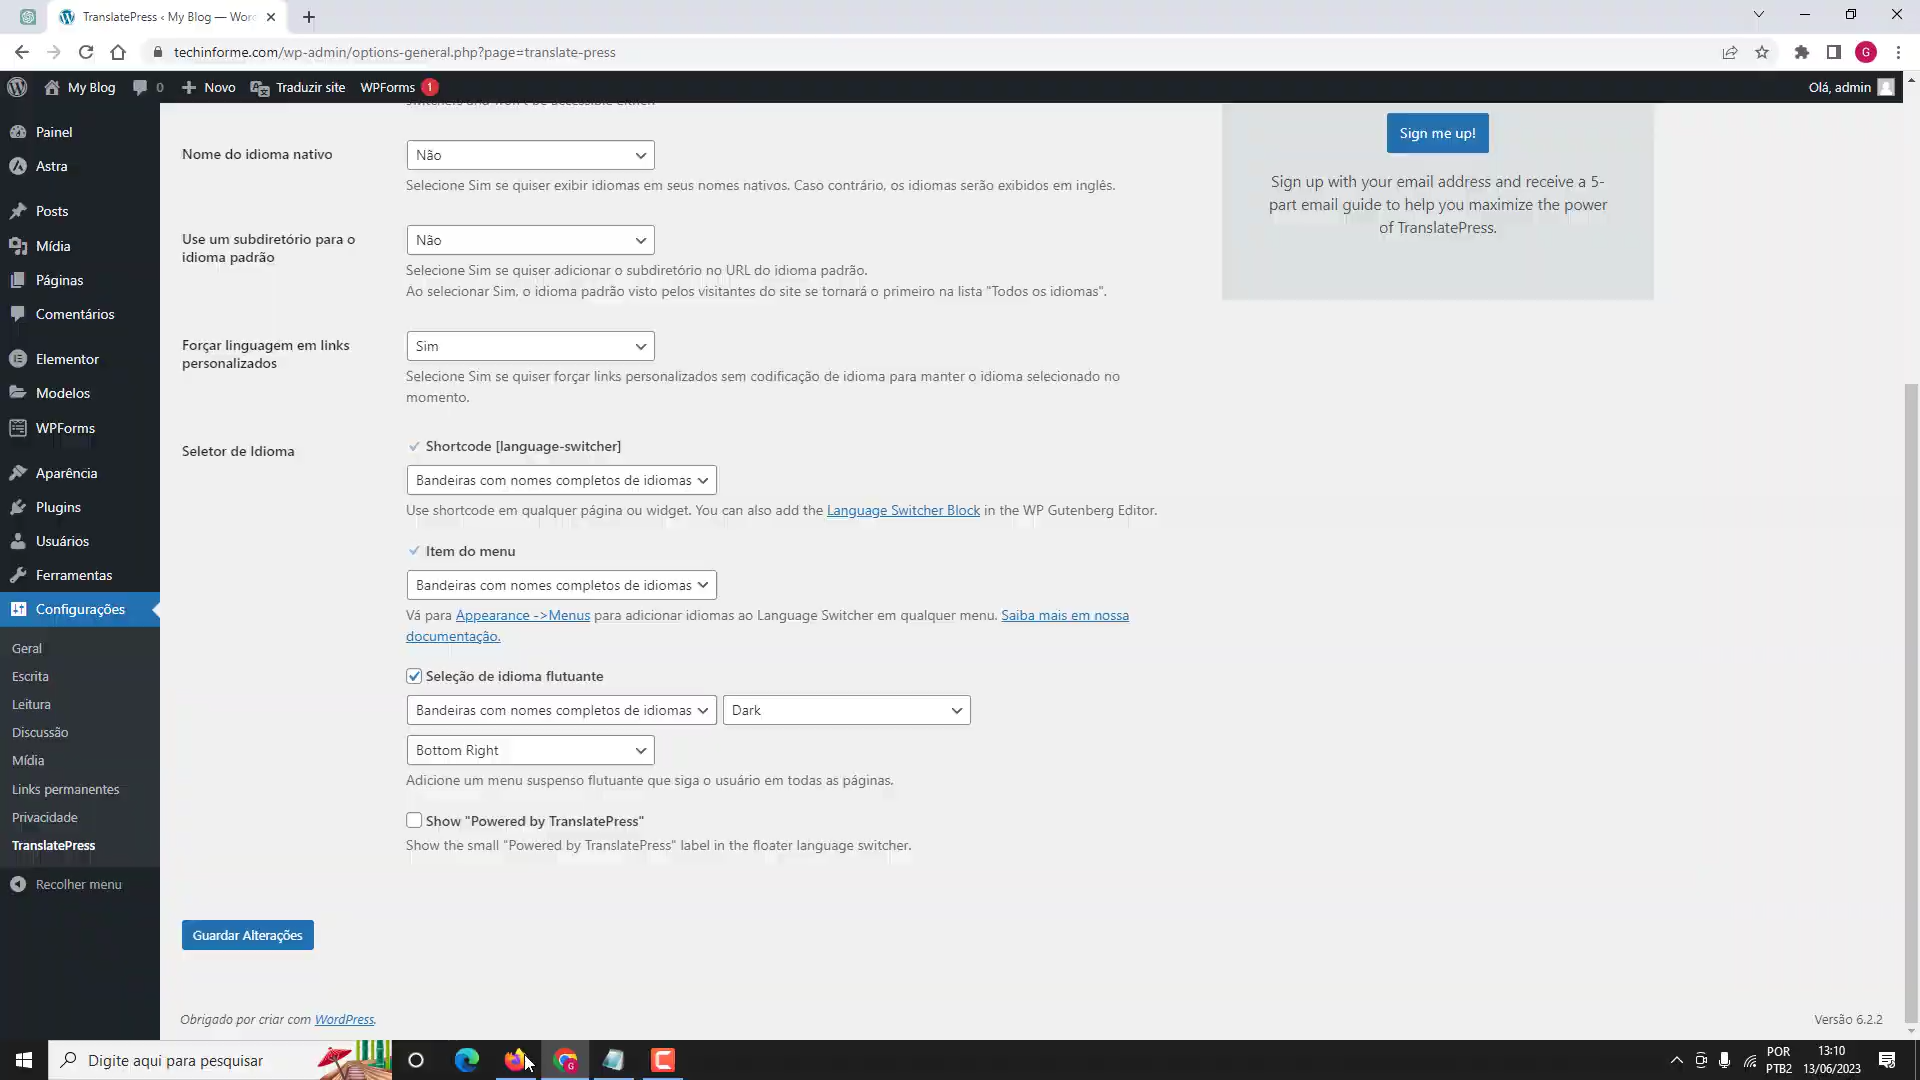 TranslatePress ‹ My Blog — Wor
techinforme.com/wp-admin/options-general.php?page=translate-press
G
My Blog
0
Novo
Traduzir site
WPForms
1
Olá, admin
Painel
Astra
Posts
Mídia
Páginas
Comentários
Elementor
Modelos
WPForms
Aparência
Plugins
Usuários
Ferramentas
Configurações
Geral
Escrita
Leitura
Discussão
Mídia
Links permanentes
Privacidade
TranslatePress
Recolher menu
Nome do idioma nativo
Não
Selecione Sim se quiser exibir idiomas em seus nomes nativos. Caso contrário, os idiomas serão exibidos em inglês.
Use um subdiretório para o
idioma padrão
Não
Selecione Sim se quiser adicionar o subdiretório no URL do idioma padrão.
Ao selecionar Sim, o idioma padrão visto pelos visitantes do site se tornará o primeiro na lista "Todos os idiomas".
Forçar linguagem em links
personalizados
Sim
Selecione Sim se quiser forçar links personalizados sem codificação de idioma para manter o idioma selecionado no
momento.
Seletor de Idioma
Shortcode [language-switcher]
Bandeiras com nomes completos de idiomas
Use shortcode em qualquer página ou widget. You can also add the Language Switcher Block in the WP Gutenberg Editor.
Item do menu
Bandeiras com nomes completos de idiomas
Vá para Appearance ->Menus para adicionar idiomas ao Language Switcher em qualquer menu. Saiba mais em nossa
documentação.
Seleção de idioma flutuante
Bandeiras com nomes completos de idiomas
Dark
Bottom Right
Adicione um menu suspenso flutuante que siga o usuário em todas as páginas.
Show "Powered by TranslatePress"
Show the small "Powered by TranslatePress" label in the floater language switcher.
Guardar Alterações
Obrigado por criar com WordPress.
Versão 6.2.2
Sign me up!
Sign up with your email address and receive a 5-
part email guide to help you maximize the power
of TranslatePress.
Digite aqui para pesquisar
POR
PTB2
13:10
13/06/2023